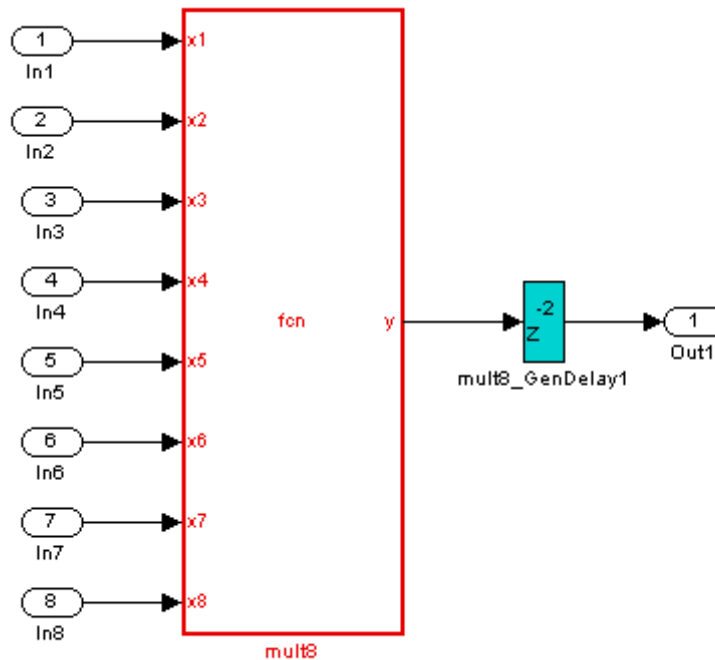 1
x1
In1
2
x2
In2
3
x3
In3
4
x4
-2
In4
fcn
y
Z
1
5
x5
Out1
In5
mult8_GenDelay1
6
x6
In6
7
x7
In7
8
x8
In8
mult8